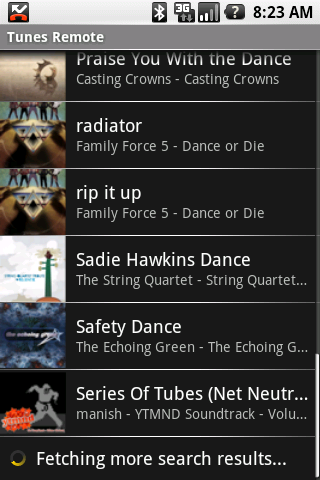 3G
8:23 AM
Tunes Remote
Praise You With the Dance
Casting Crowns - Casting Crowns
radiator
Family Force 5 - Dance or Die
rip it up
Family Force 5 - Dance or Die
Sadie Hawkins Dance
The String Quartet - String Quartet...
Safety Dance
the echoing green
The Echoing Green - The Echoing G...
Series Of Tubes (Net Neutr...
manish - YTMND Soundtrack - Volu...
Fetching more search results...